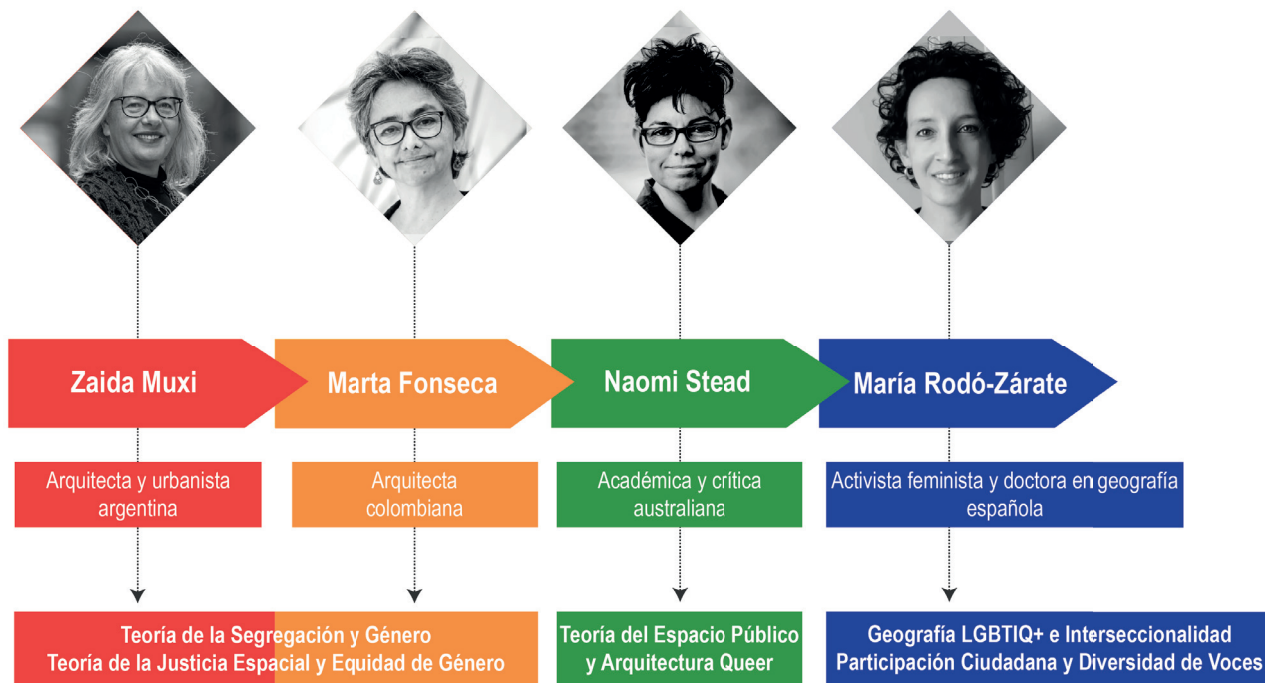 Zaida Muxi
Marta Fonseca
Naomi Stead
María Rodó-Zárate
Arquitecta y urbanista
argentina
Arquitecta
colombiana
Académica y crítica
australiana
Activista feminista y doctora en geografía
española
Teoría de la Segregación y Género
Teoría de la Justicia Espacial y Equidad de Género
Teoría del Espacio Público
y Arquitectura Queer
Geografía LGBTIQ+ e Interseccionalidad
Participación Ciudadana y Diversidad de Voces